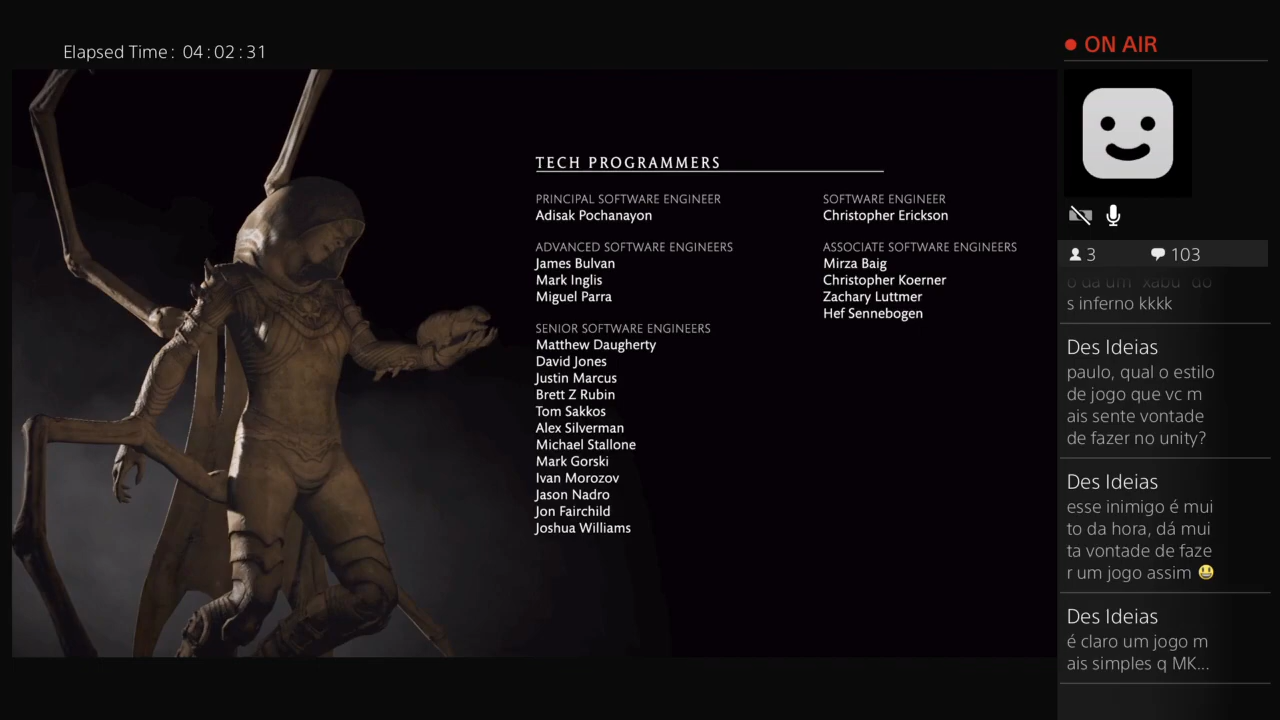 Elapsed Time: 04:02:31
ON AIR
TECH PROGRAMMERS
PRINCIPAL SOFTWARE ENGINEER
Adisak Pochanayon
ADVANCED SOFTWARE ENGINEERS
James Bulvan
Mark Inglis
Miguel Parra
SENIOR SOFTWARE ENGINEERS
Matthew Daugherty
David Jones
Justin Marcus
Brett Z Rubin
Tom Sakkos
Alex Silverman
Michael Stallone
Mark Gorski
Ivan Morozov
Jason Nadro
Jon Fairchild
Joshua Williams
SOFTWARE ENGINEER
Christopher Erickson
ASSOCIATE SOFTWARE ENGINEERS
Mirza Baig
Christopher Koerner
Zachary Luttmer
Hef Sennebogen
3 103
o dá um "xabu" do
s inferno kkkk
Des Ideias
paulo, qual o estilo
de jogo que vc m
ais sente vontade
de fazer no unity?
Des Ideias
esse inimigo é mui
to da hora, dá mui
ta vontade de faze
r um jogo assim 😃
Des Ideias
é claro um jogo m
ais simples q MK...